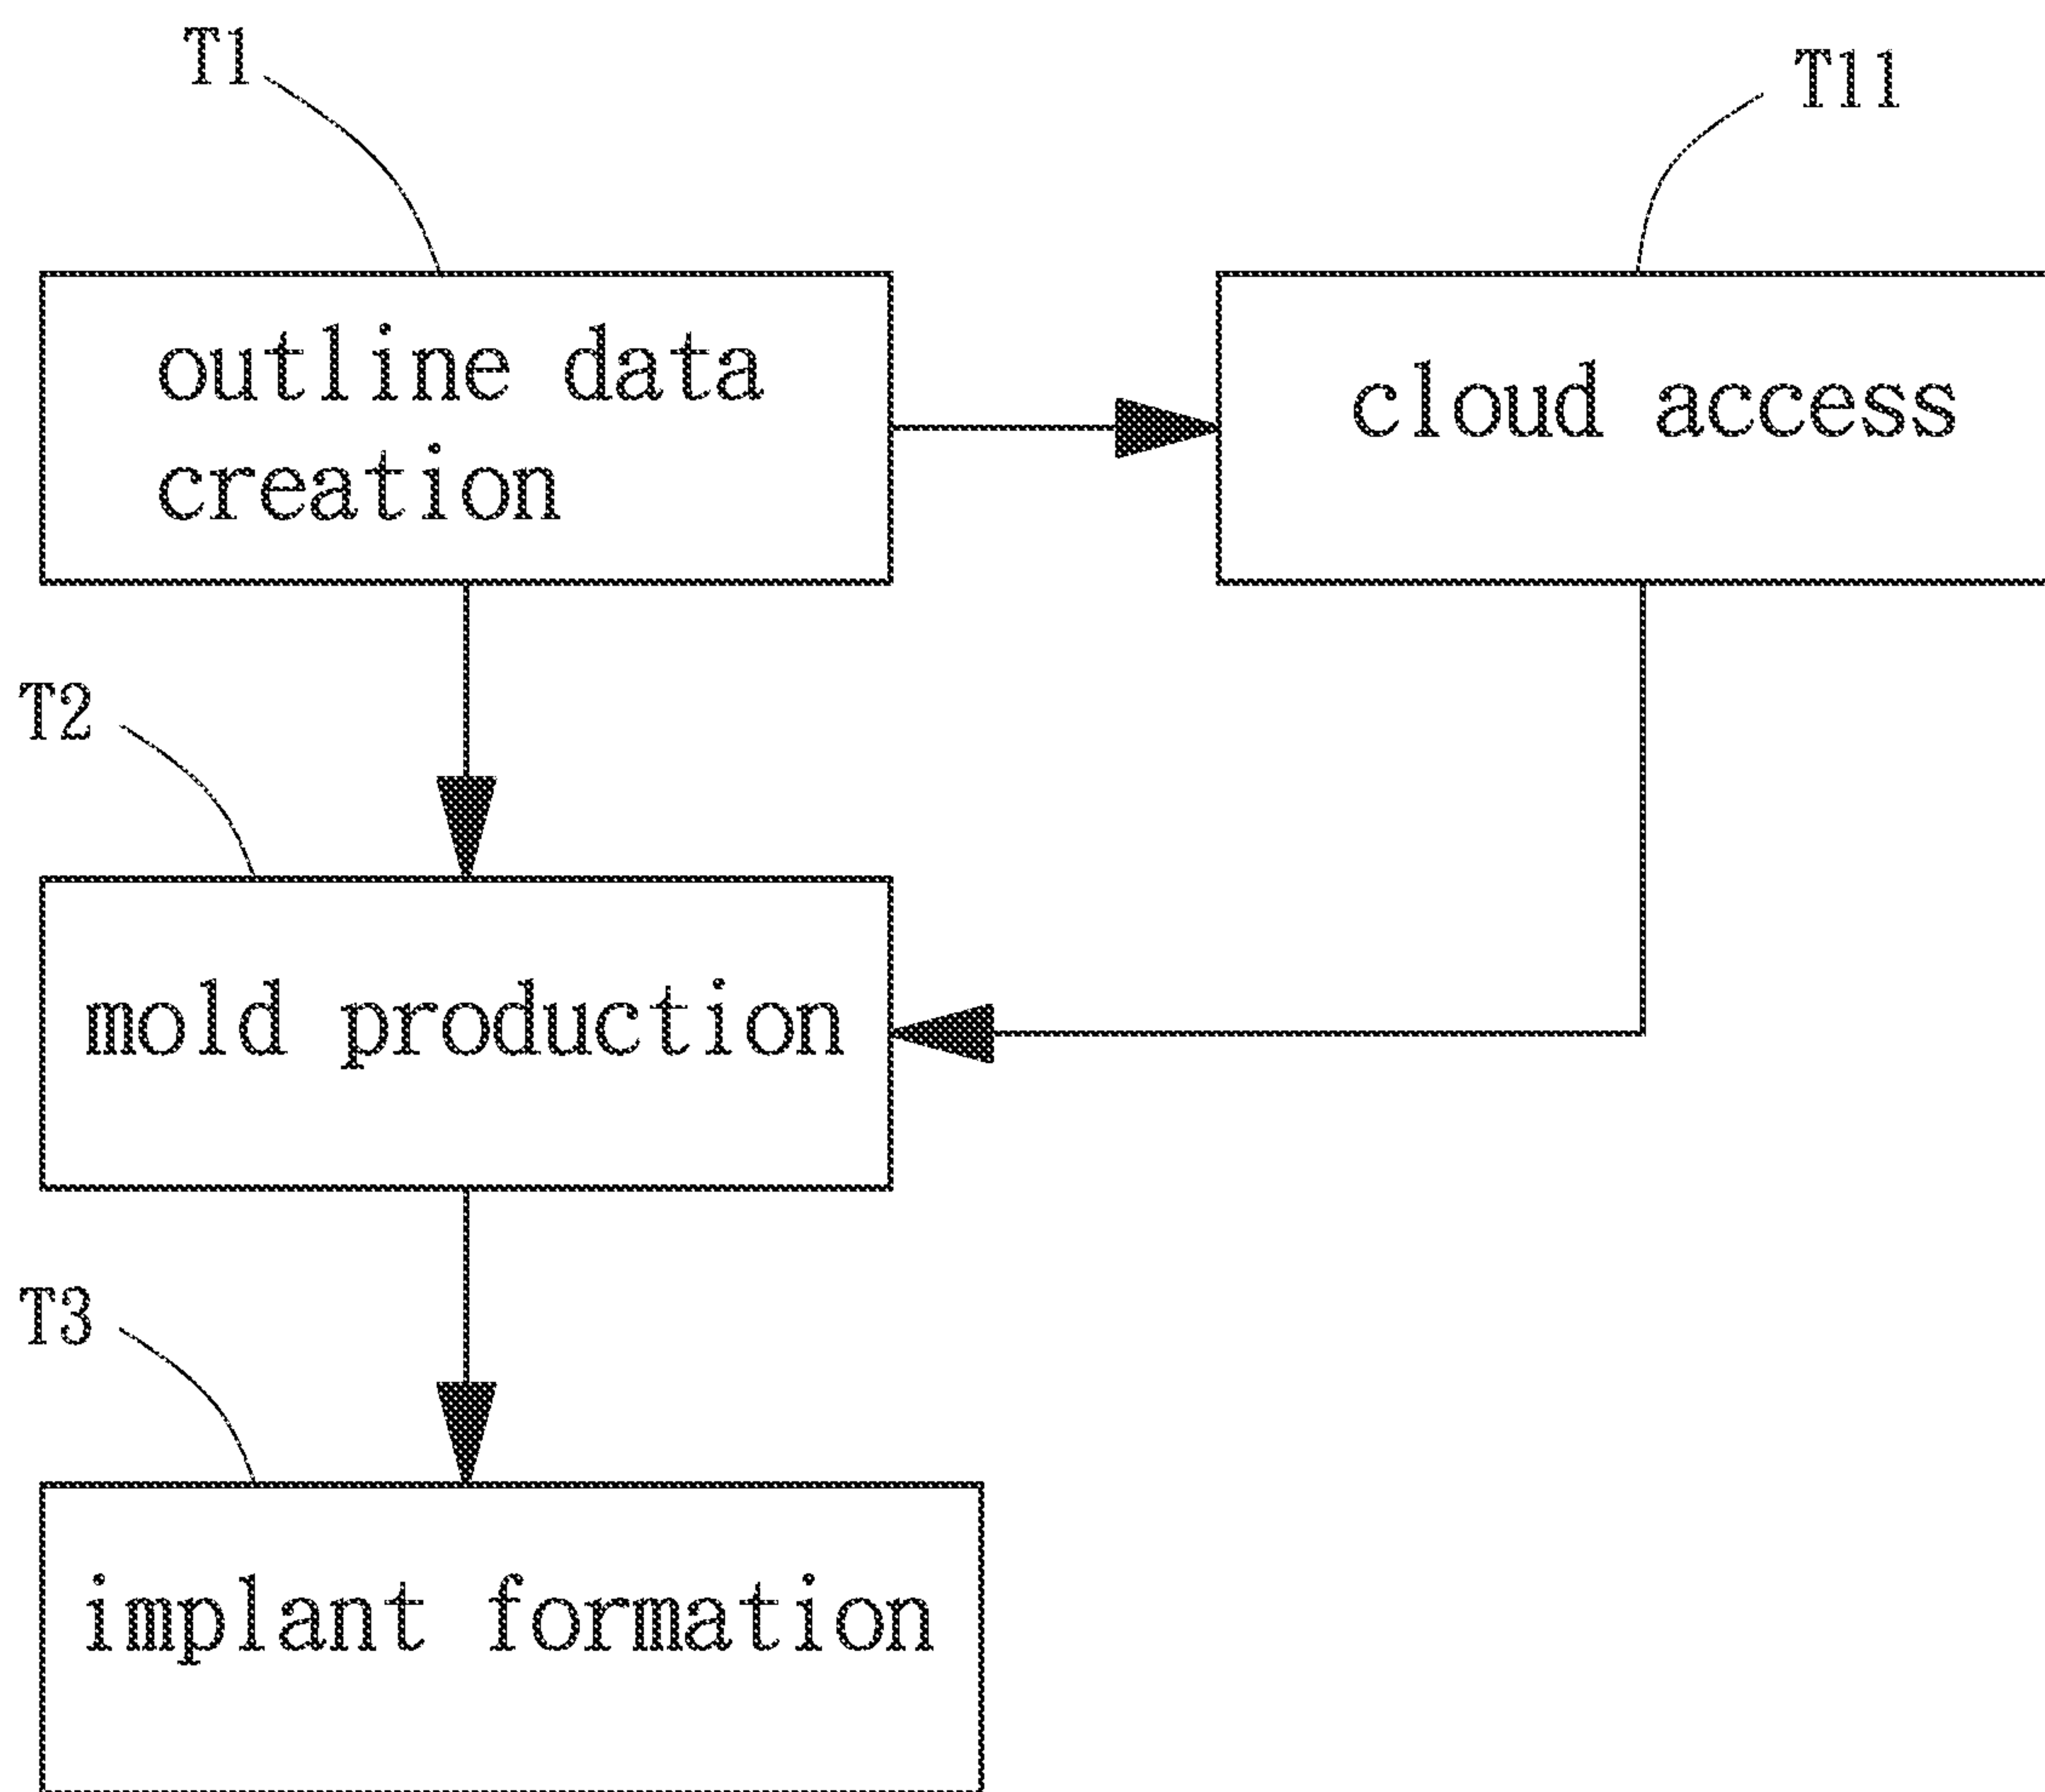 T1
T11
outline data
creation
cloud access
T2
mold production
T3
implant formation